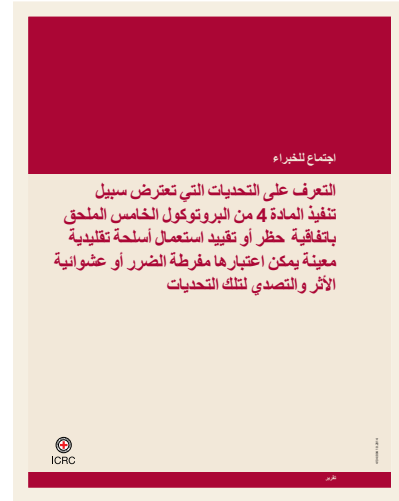 اجتماع للخبراء
التعرف على التحديات التي تعترض سبيل
تنفيذ المادة 4 من البروتوكول الخامس الملحق
باتفاقية حظر أو تقييد استعمال أسلحة تقليدية
معينة يمكن اعتبارها مفرطة الضرر أو عشوائية
الأثر والتصدي لتلك التحديات
ICRC
تقرير